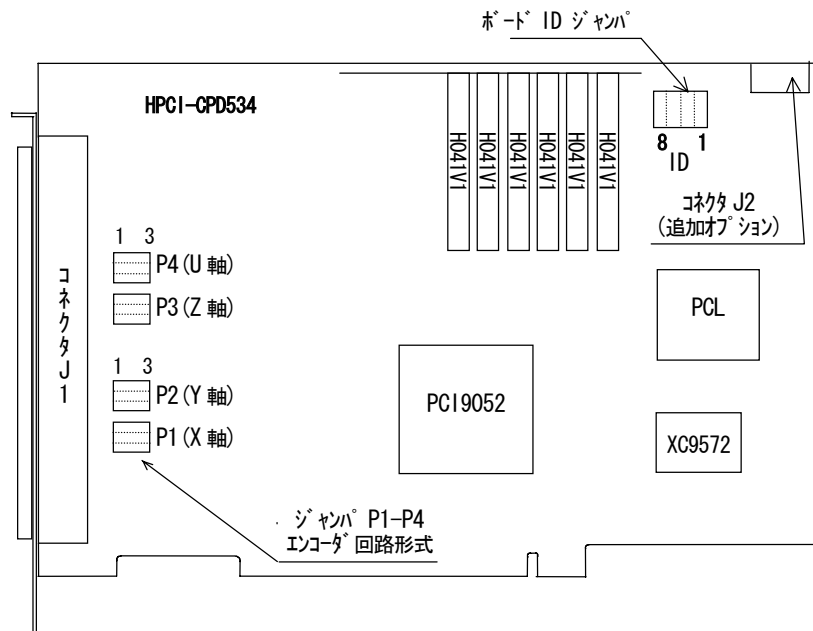 ボード ID ジャンパ
HPCI-CPD534
H041V1
H041V1
H041V1
H041V1
H041V1
H041V1
8 1
ID
コネクタ J2
(追加オプション)
1 3
P4 (U 軸)
P3 (Z 軸)
コネクタJ1
PCL
1 3
P2 (Y 軸)
P1 (X 軸)
PCI9052
XC9572
ジャンパ P1-P4
エンコーダ回路形式